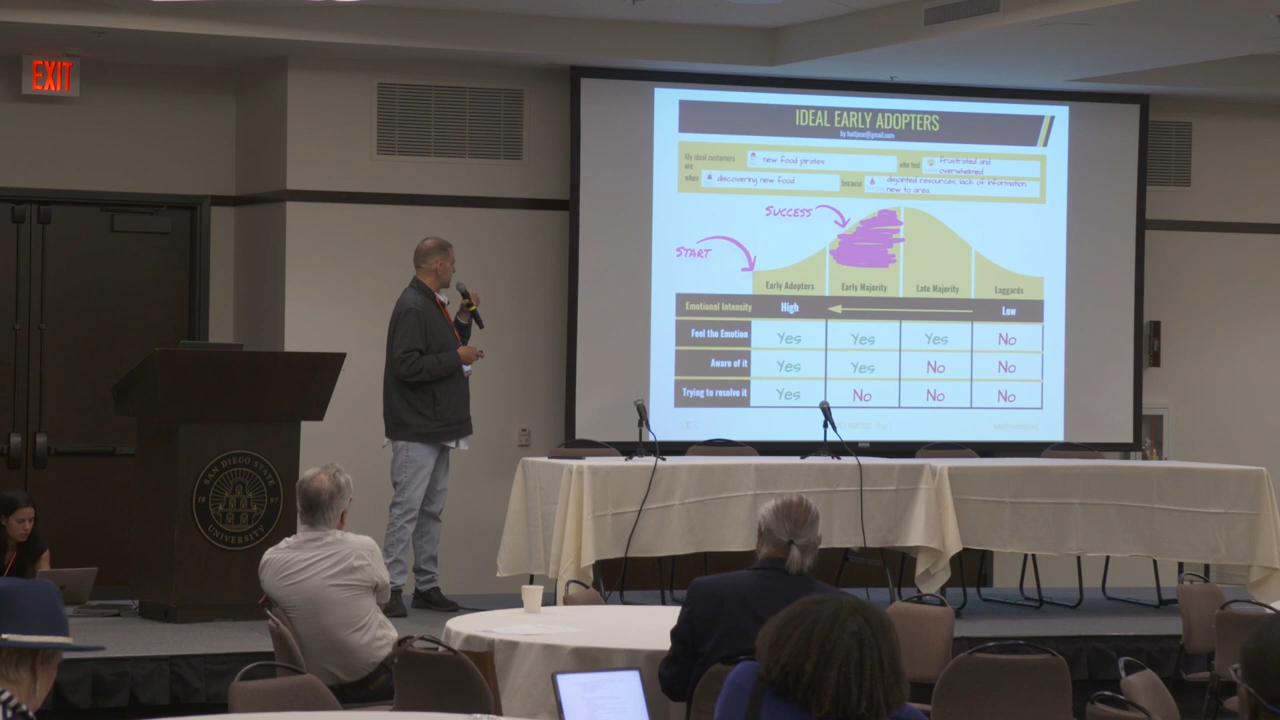 EXIT
IDEAL EARLY ADOPTERS
My ideal customers are
new food pirates
who feel
frustrated and overwhelmed
when
discovering new food
because
disjointed resources, lack of information, new to area.
SUCCESS
START
Early Adopters Early Majority Late Majority Laggards
Emotional Intensity High Low
Feel the Emotion Yes Yes Yes No
Aware of it Yes Yes No No
Trying to resolve it Yes No No No
SAN DIEGO STATE
18 97
UNIVERSITY